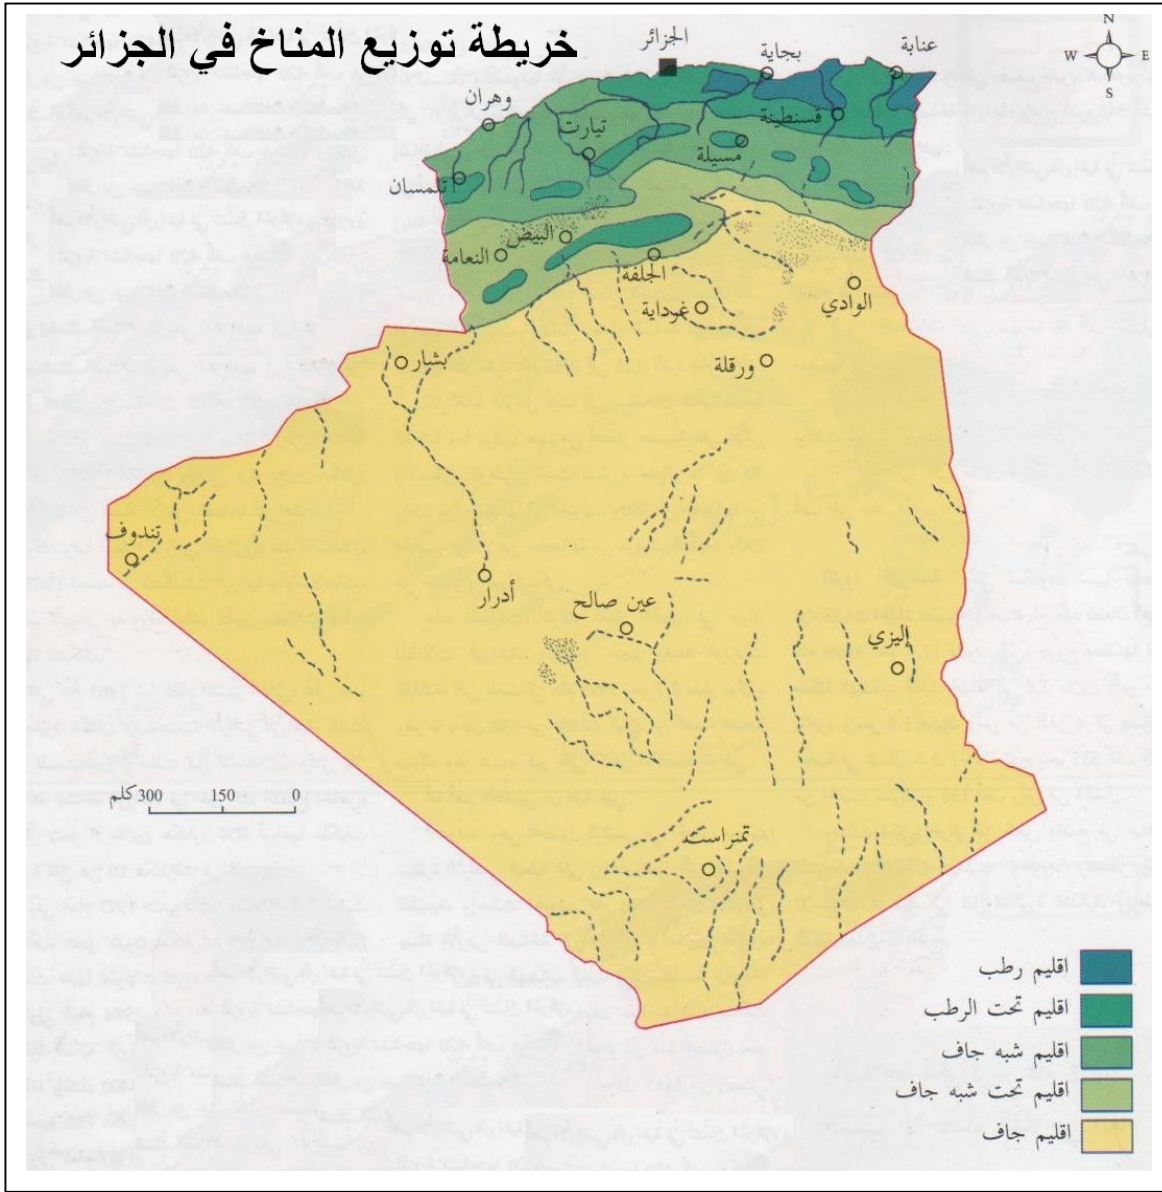 خريطة توزيع المناخ في الجزائر
N
W E
S
الجزائر
بجاية
عنابة
وهران
تيارت
قسنطينة
مسيلة
تلمسان
البيض
النعامة
الجلفة
الوادي
غرداية
بشار
ورقلة
تندوف
أدرار
عين صالح
اليزي
تمنراست
كلم 300 150 0
اقليم رطب
اقليم تحت الرطب
اقليم شبه جاف
اقليم تحت شبه جاف
اقليم جاف